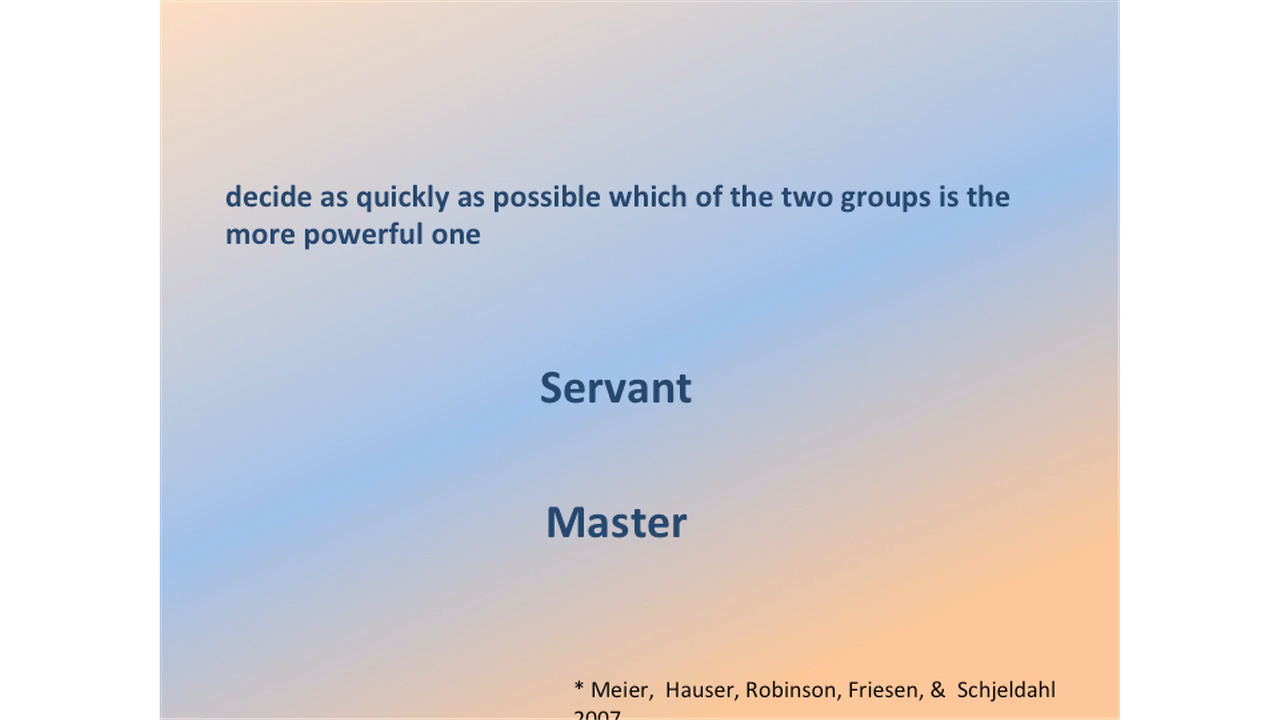 decide as quickly as possible which of the two groups is the
more powerful one
Servant
Master
* Meier, Hauser, Robinson, Friesen, & Schjeldahl
2007